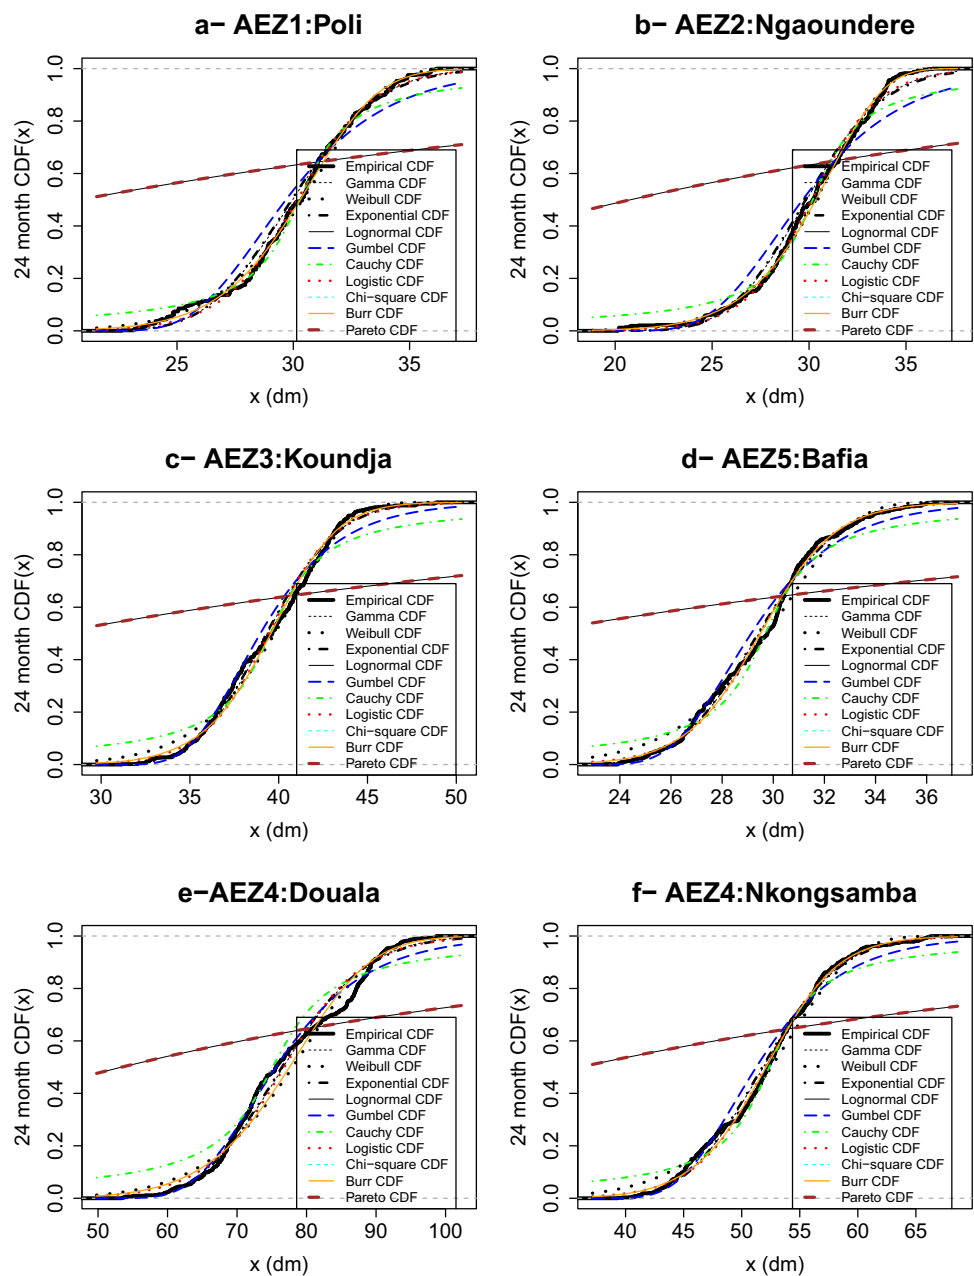 a− AEZ1:Poli
24 month CDF(x)
0.0 0.2 0.4 0.6 0.8 1.0
Empirical CDF
Gamma CDF
Weibull CDF
Exponential CDF
Lognormal CDF
Gumbel CDF
Cauchy CDF
Logistic CDF
Chi−square CDF
Burr CDF
Pareto CDF
25 30 35
x (dm)
b− AEZ2:Ngaoundere
24 month CDF(x)
0.0 0.2 0.4 0.6 0.8 1.0
Empirical CDF
Gamma CDF
Weibull CDF
Exponential CDF
Lognormal CDF
Gumbel CDF
Cauchy CDF
Logistic CDF
Chi−square CDF
Burr CDF
Pareto CDF
20 25 30 35
x (dm)
c− AEZ3:Koundja
24 month CDF(x)
0.0 0.2 0.4 0.6 0.8 1.0
Empirical CDF
Gamma CDF
Weibull CDF
Exponential CDF
Lognormal CDF
Gumbel CDF
Cauchy CDF
Logistic CDF
Chi−square CDF
Burr CDF
Pareto CDF
30 35 40 45 50
x (dm)
d− AEZ5:Bafia
24 month CDF(x)
0.0 0.2 0.4 0.6 0.8 1.0
Empirical CDF
Gamma CDF
Weibull CDF
Exponential CDF
Lognormal CDF
Gumbel CDF
Cauchy CDF
Logistic CDF
Chi−square CDF
Burr CDF
Pareto CDF
24 26 28 30 32 34 36
x (dm)
e−AEZ4:Douala
24 month CDF(x)
0.0 0.2 0.4 0.6 0.8 1.0
Empirical CDF
Gamma CDF
Weibull CDF
Exponential CDF
Lognormal CDF
Gumbel CDF
Cauchy CDF
Logistic CDF
Chi−square CDF
Burr CDF
Pareto CDF
50 60 70 80 90 100
x (dm)
f− AEZ4:Nkongsamba
24 month CDF(x)
0.0 0.2 0.4 0.6 0.8 1.0
Empirical CDF
Gamma CDF
Weibull CDF
Exponential CDF
Lognormal CDF
Gumbel CDF
Cauchy CDF
Logistic CDF
Chi−square CDF
Burr CDF
Pareto CDF
40 45 50 55 60 65
x (dm)